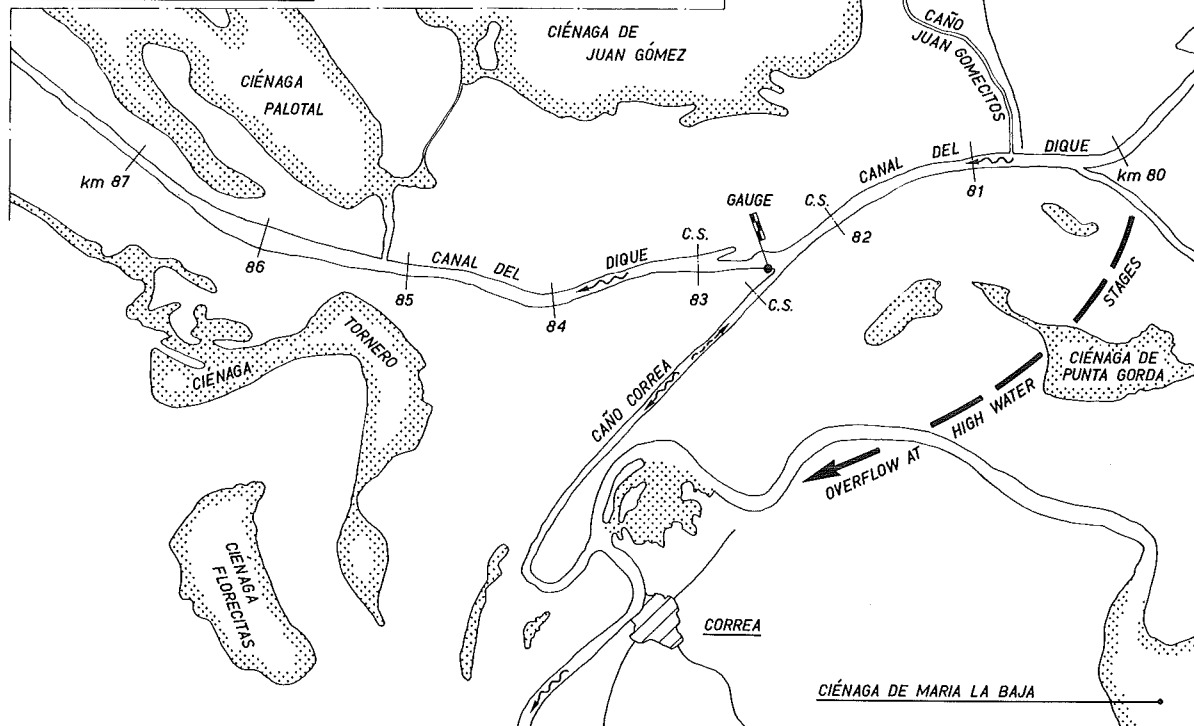 CIÉNAGA DE
JUAN GÓMEZ
CAÑO
JUAN GOMECITOS
CIÉNAGA
PALOTAL
km 87
86
CANAL DEL DIQUE
85
84
C.S.
83
GAUGE
C.S.
82
CANAL DEL DIQUE
81
km 80
C.S.
STAGES
HIGH WATER
OVERFLOW AT
CIÉNAGA DE
PUNTA GORDA
CIÉNAGA
TORNERO
CAÑO CORREA
CIÉNAGA
FLORECITAS
CORREA
CIÉNAGA DE MARIA LA BAJA